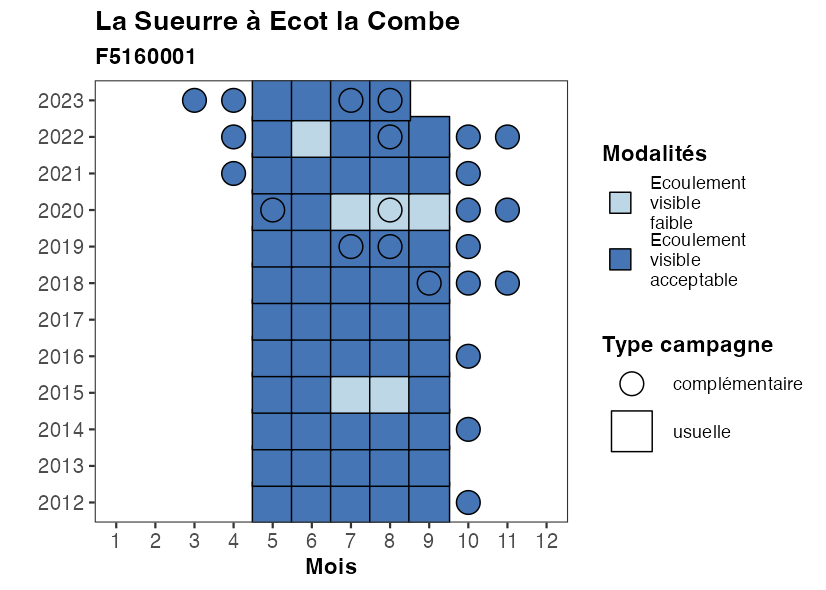 La Sueurre à Ecot la Combe
F5160001
2023
2022
2021
2020
2019
2018
2017
2016
2015
2014
2013
2012
1 2 3 4 5 6 7 8 9 10 11 12
Mois
Modalités
Ecoulement
visible
faible
Ecoulement
visible
acceptable
Type campagne
complémentaire
usuelle